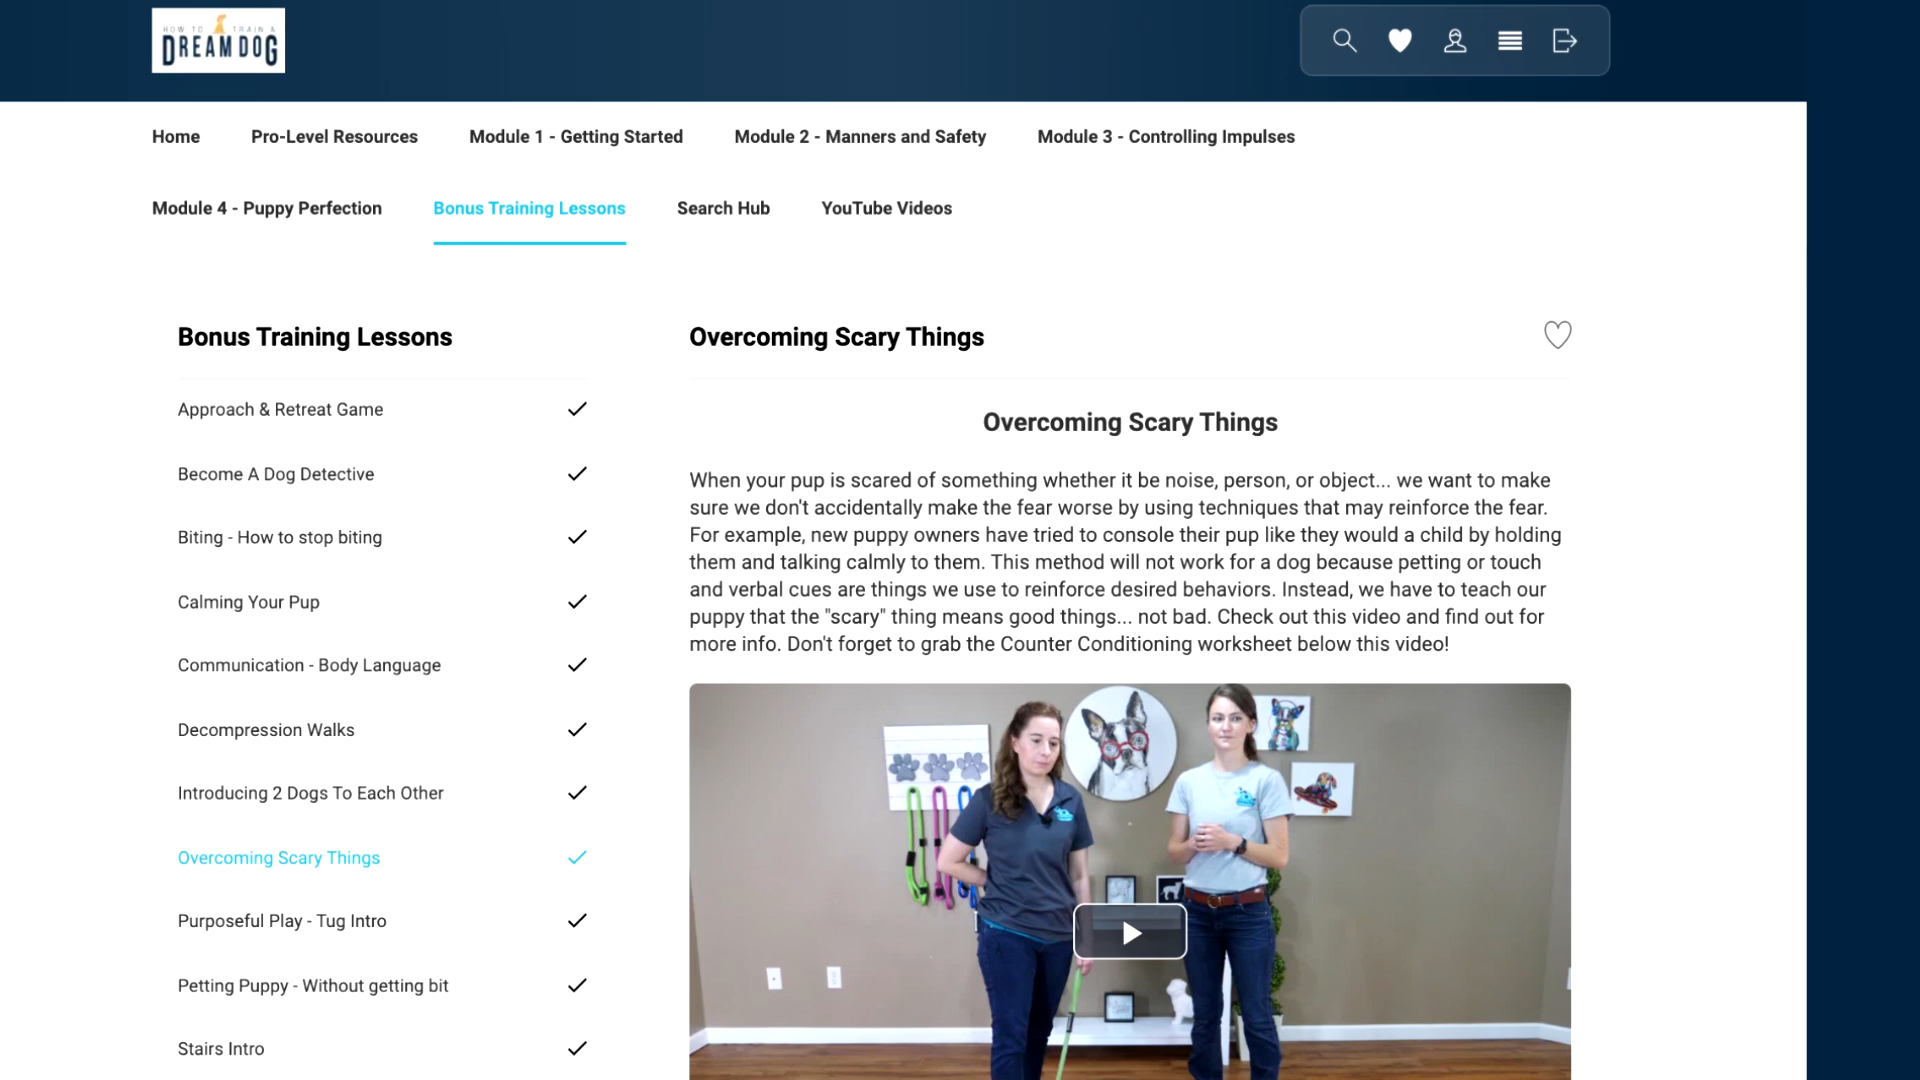 HOW TO TRAIN A
DREAM DOG
Home
Pro-Level Resources
Module 1 - Getting Started
Module 2 - Manners and Safety
Module 3 - Controlling Impulses
Module 4 - Puppy Perfection
Bonus Training Lessons
Search Hub
YouTube Videos
Bonus Training Lessons
Approach & Retreat Game
Become A Dog Detective
Biting - How to stop biting
Calming Your Pup
Communication - Body Language
Decompression Walks
Introducing 2 Dogs To Each Other
Overcoming Scary Things
Purposeful Play - Tug Intro
Petting Puppy - Without getting bit
Stairs Intro
Overcoming Scary Things
Overcoming Scary Things
When your pup is scared of something whether it be noise, person, or object... we want to make
sure we don't accidentally make the fear worse by using techniques that may reinforce the fear.
For example, new puppy owners have tried to console their pup like they would a child by holding
them and talking calmly to them. This method will not work for a dog because petting or touch
and verbal cues are things we use to reinforce desired behaviors. Instead, we have to teach our
puppy that the "scary" thing means good things... not bad. Check out this video and find out for
more info. Don't forget to grab the Counter Conditioning worksheet below this video!